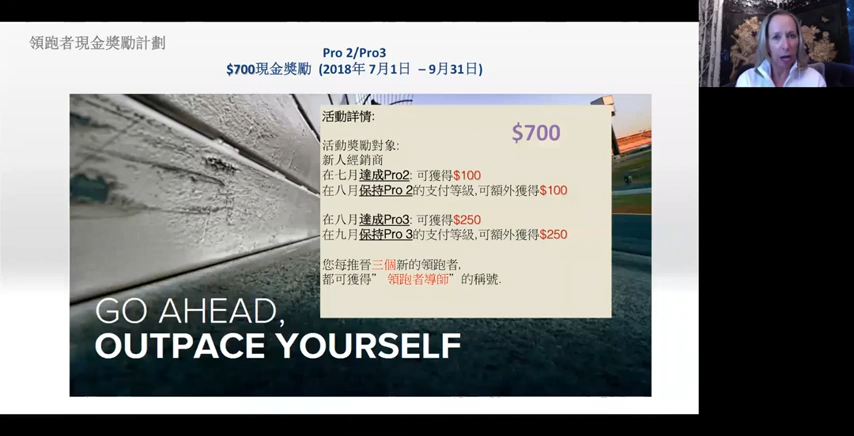 領跑者現金獎勵計劃
Pro 2/Pro3
$700現金獎勵 (2018年 7月1日 – 9月31日)
活動詳情:
$700
活動獎勵對象:
新人經銷商
在七月達成Pro2: 可獲得$100
在八月保持Pro 2的支付等級,可額外獲得$100
在八月達成Pro3: 可獲得$250
在九月保持Pro 3的支付等級,可額外獲得$250
您每推晉三個新的領跑者,
都可獲得” 領跑者導師”的稱號.
GO AHEAD,
OUTPACE YOURSELF